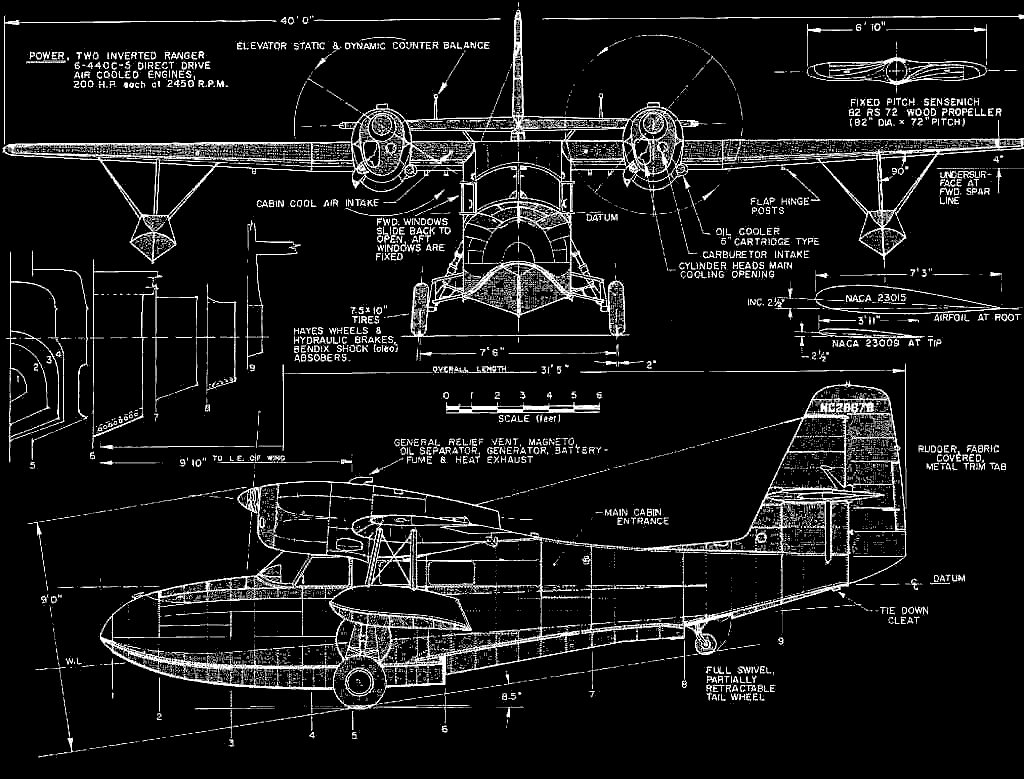 40' 0"
POWER, TWO INVERTED RANGER
6-440C-5 DIRECT DRIVE
AIR COOLED ENGINES,
200 H.P. each at 2450 R.P.M.
ELEVATOR STATIC & DYNAMIC COUNTER BALANCE
6' 10"
FIXED PITCH SENSENICH
82 RS 72 WOOD PROPELLER
(82" DIA. × 72" PITCH)
4"
90°
UNDERSUR-
FACE AT
FWD. SPAR
LINE
CABIN COOL AIR INTAKE
FWD. WINDOWS
SLIDE BACK TO
OPEN, AFT
WINDOWS ARE
FIXED
DATUM
FLAP HINGE
POSTS
OIL COOLER
6" CARTRIDGE TYPE
CARBURETOR INTAKE
CYLINDER HEADS MAIN
COOLING OPENING
7' 3"
INC. 2½°
NACA 23015
AIRFOIL AT ROOT
3' 11"
NACA 23009 AT TIP
2½"
7.5×10"
TIRES
HAYES WHEELS &
HYDRAULIC BRAKES,
BENDIX SHOCK (oleo)
ABSOBERS.
7' 6"
2"
OVERALL LENGTH 31' 5"
0 1 2 3 4 5 6
SCALE (feet)
1 2 3 4
5 6 7 8 9
9' 10" TO L.E. OF WING
GENERAL RELIEF VENT, MAGNETO,
OIL SEPARATOR, GENERATOR, BATTERY-
FUME & HEAT EXHAUST
MAIN CABIN
ENTRANCE
NC28678
RUDDER, FABRIC
COVERED,
METAL TRIM TAB
9'0"
℄ DATUM
TIE DOWN
CLEAT
W.L.
8.5°
FULL SWIVEL,
PARTIALLY
RETRACTABLE
TAIL WHEEL
1 2 3 4 5 6 7 8 9